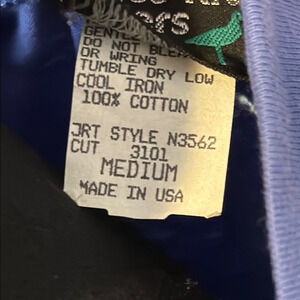 GENTLE
DO NOT BLEACH
OR WRING
TUMBLE DRY LOW
COOL IRON
100% COTTON
JRT STYLE N3562
CUT 3101
MEDIUM
MADE IN USA